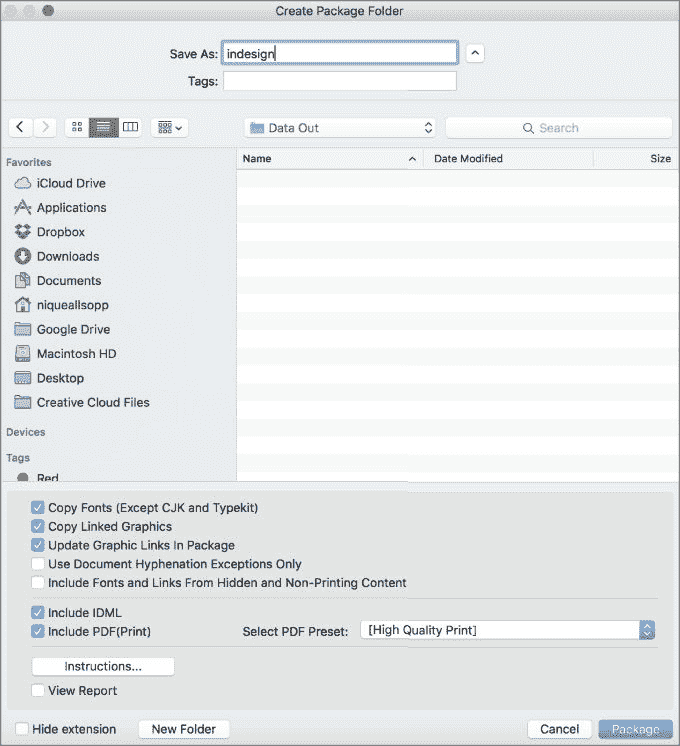 Create Package Folder
Save As: indesign
Tags:
Data Out
Search
Favorites
Name Date Modified Size
iCloud Drive
Applications
Dropbox
Downloads
Documents
niqueallsopp
Google Drive
Macintosh HD
Desktop
Creative Cloud Files
Devices
Tags
Red
Copy Fonts (Except CJK and Typekit)
Copy Linked Graphics
Update Graphic Links In Package
Use Document Hyphenation Exceptions Only
Include Fonts and Links From Hidden and Non-Printing Content
Include IDML
Include PDF(Print) Select PDF Preset: [High Quality Print]
Instructions...
View Report
Hide extension New Folder Cancel Package